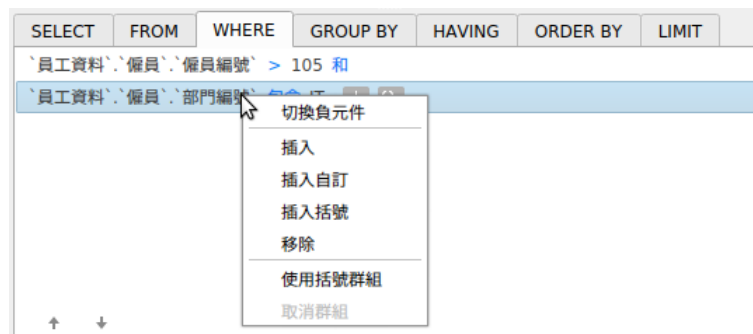 SELECT FROM WHERE GROUP BY HAVING ORDER BY LIMIT
`員工資料`.`僱員`.`僱員編號` > 105 和
`員工資料`.`僱員`.`部門編號`
切換負元件
插入
插入自訂
插入括號
移除
使用括號群組
取消群組